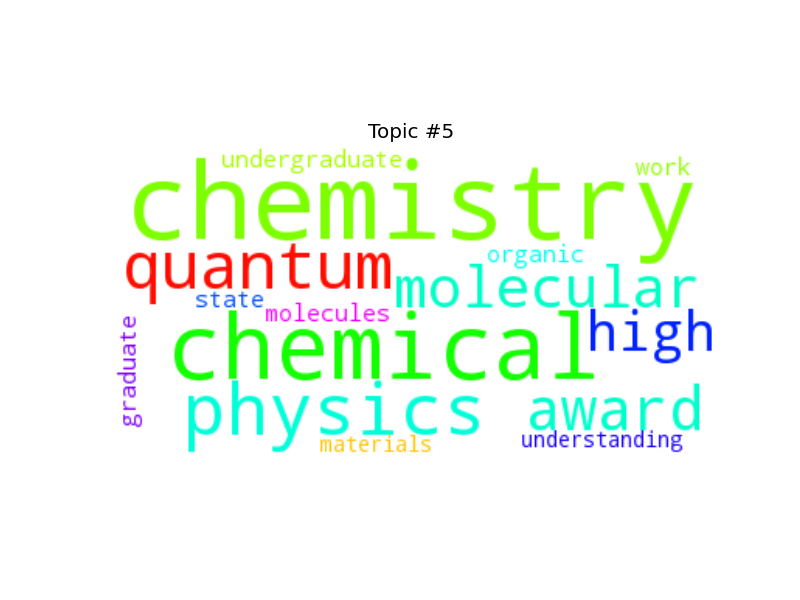 Topic #5
undergraduate
work
chemistry
quantum
organic
molecular
state
molecules
high
chemical
graduate
physics
award
materials
understanding